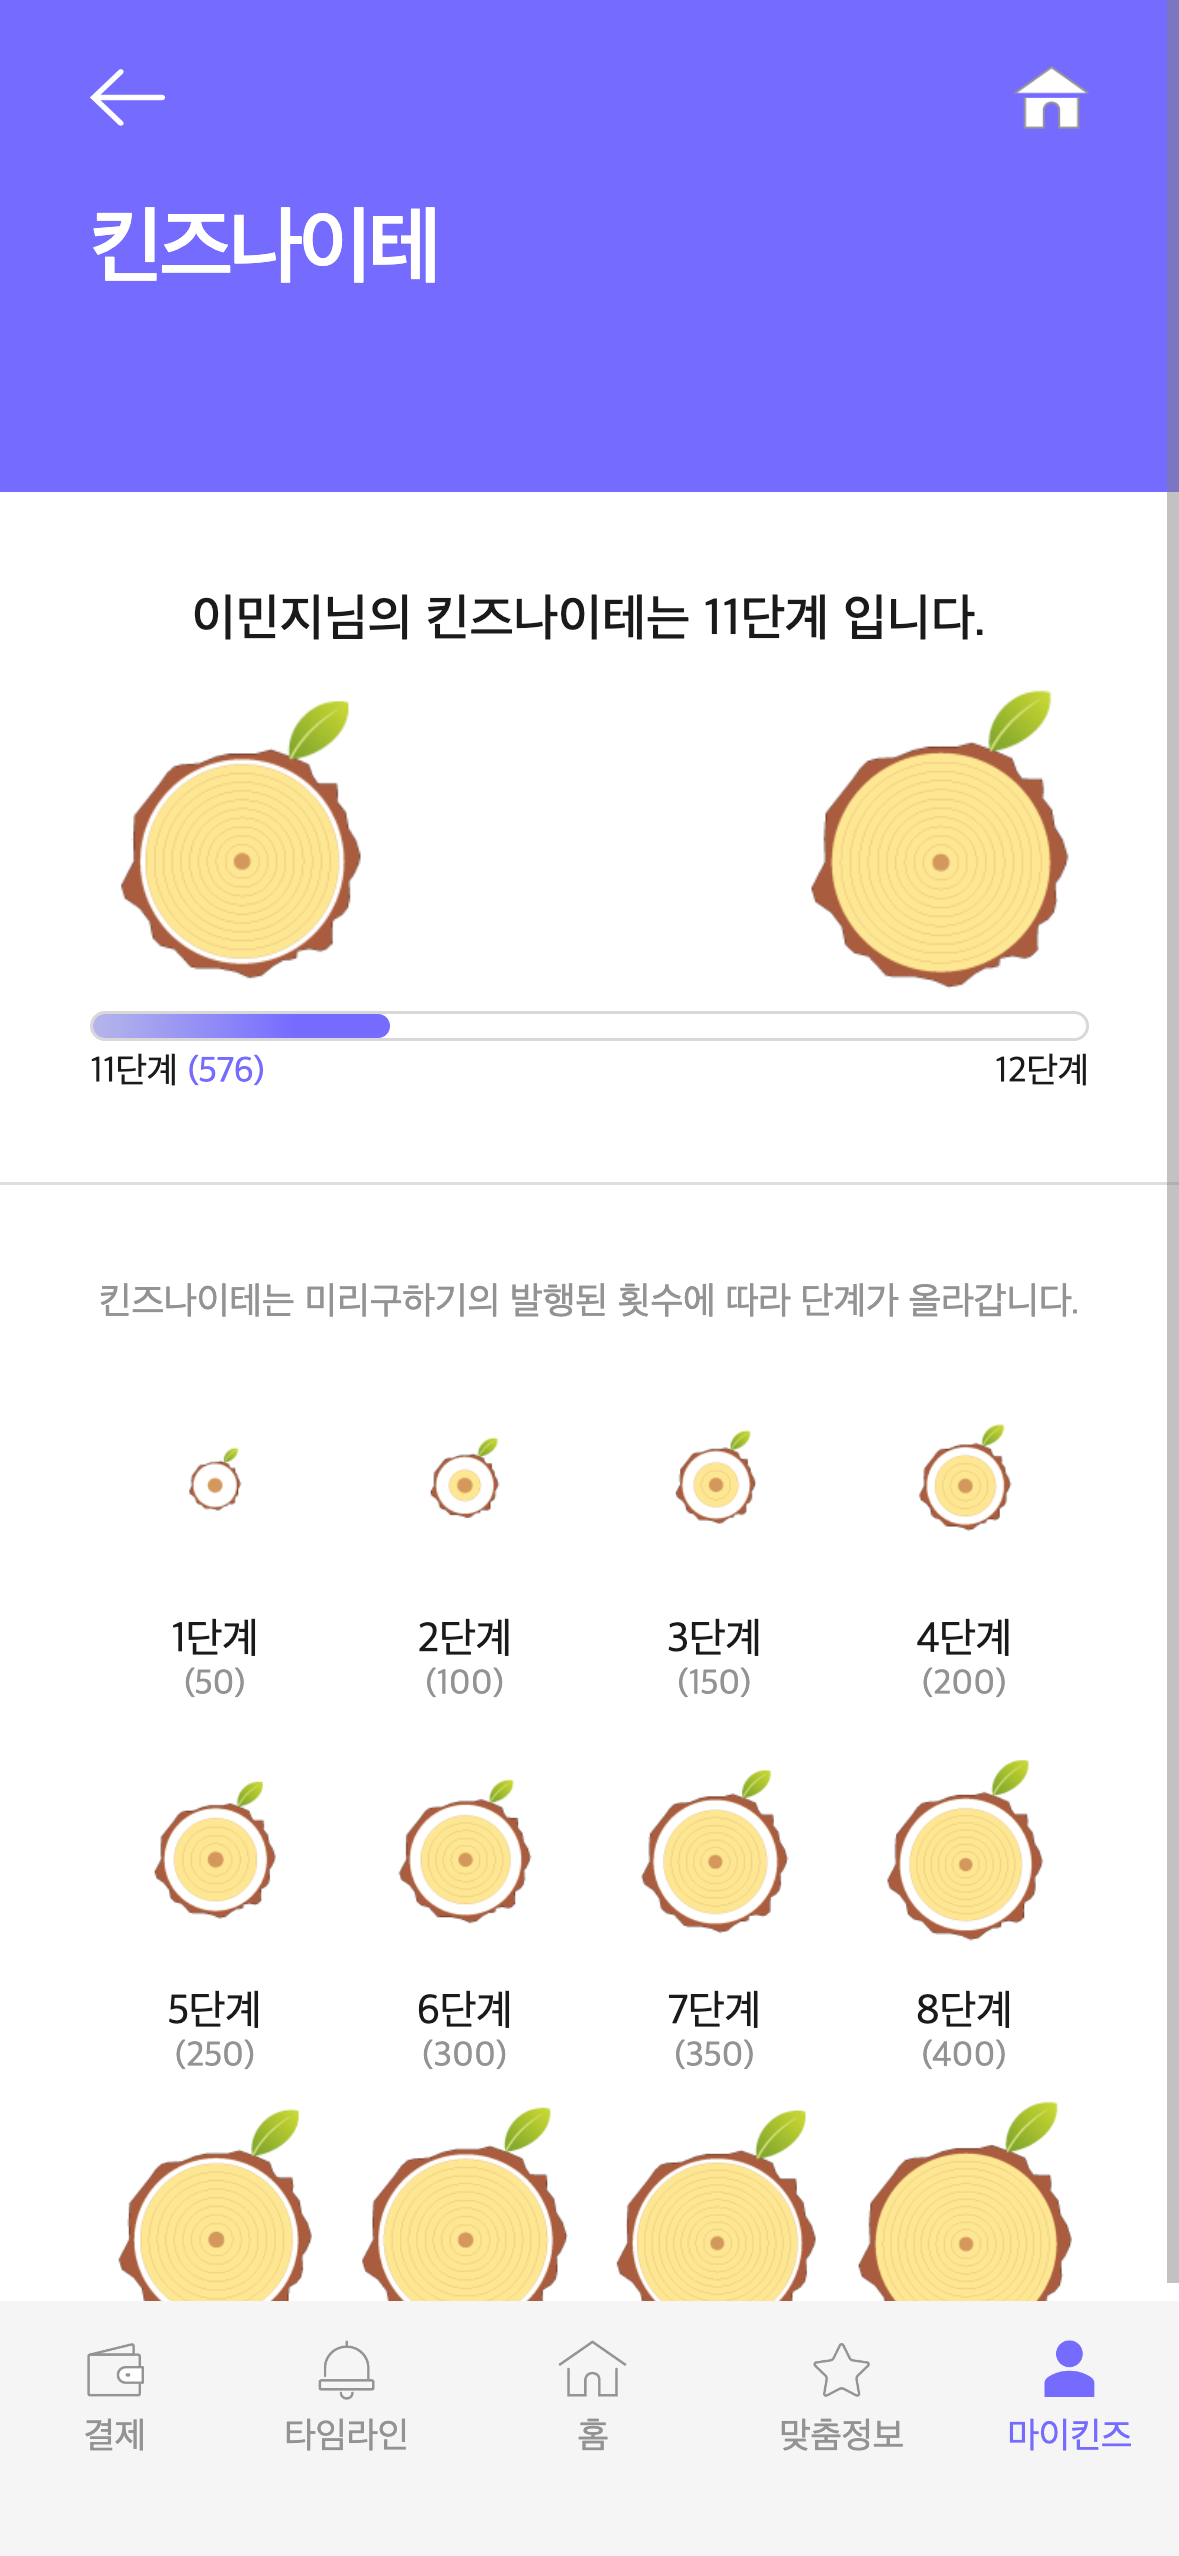 킨즈나이테
이민지님의 킨즈나이테는 11단계 입니다.
11단계 (576) 12단계
킨즈나이테는 미리구하기의 발행된 횟수에 따라 단계가 올라갑니다.
1단계 2단계 3단계 4단계
(50) (100) (150) (200)
5단계 6단계 7단계 8단계
(250) (300) (350) (400)
결제 타임라인 홈 맞춤정보 마이킨즈